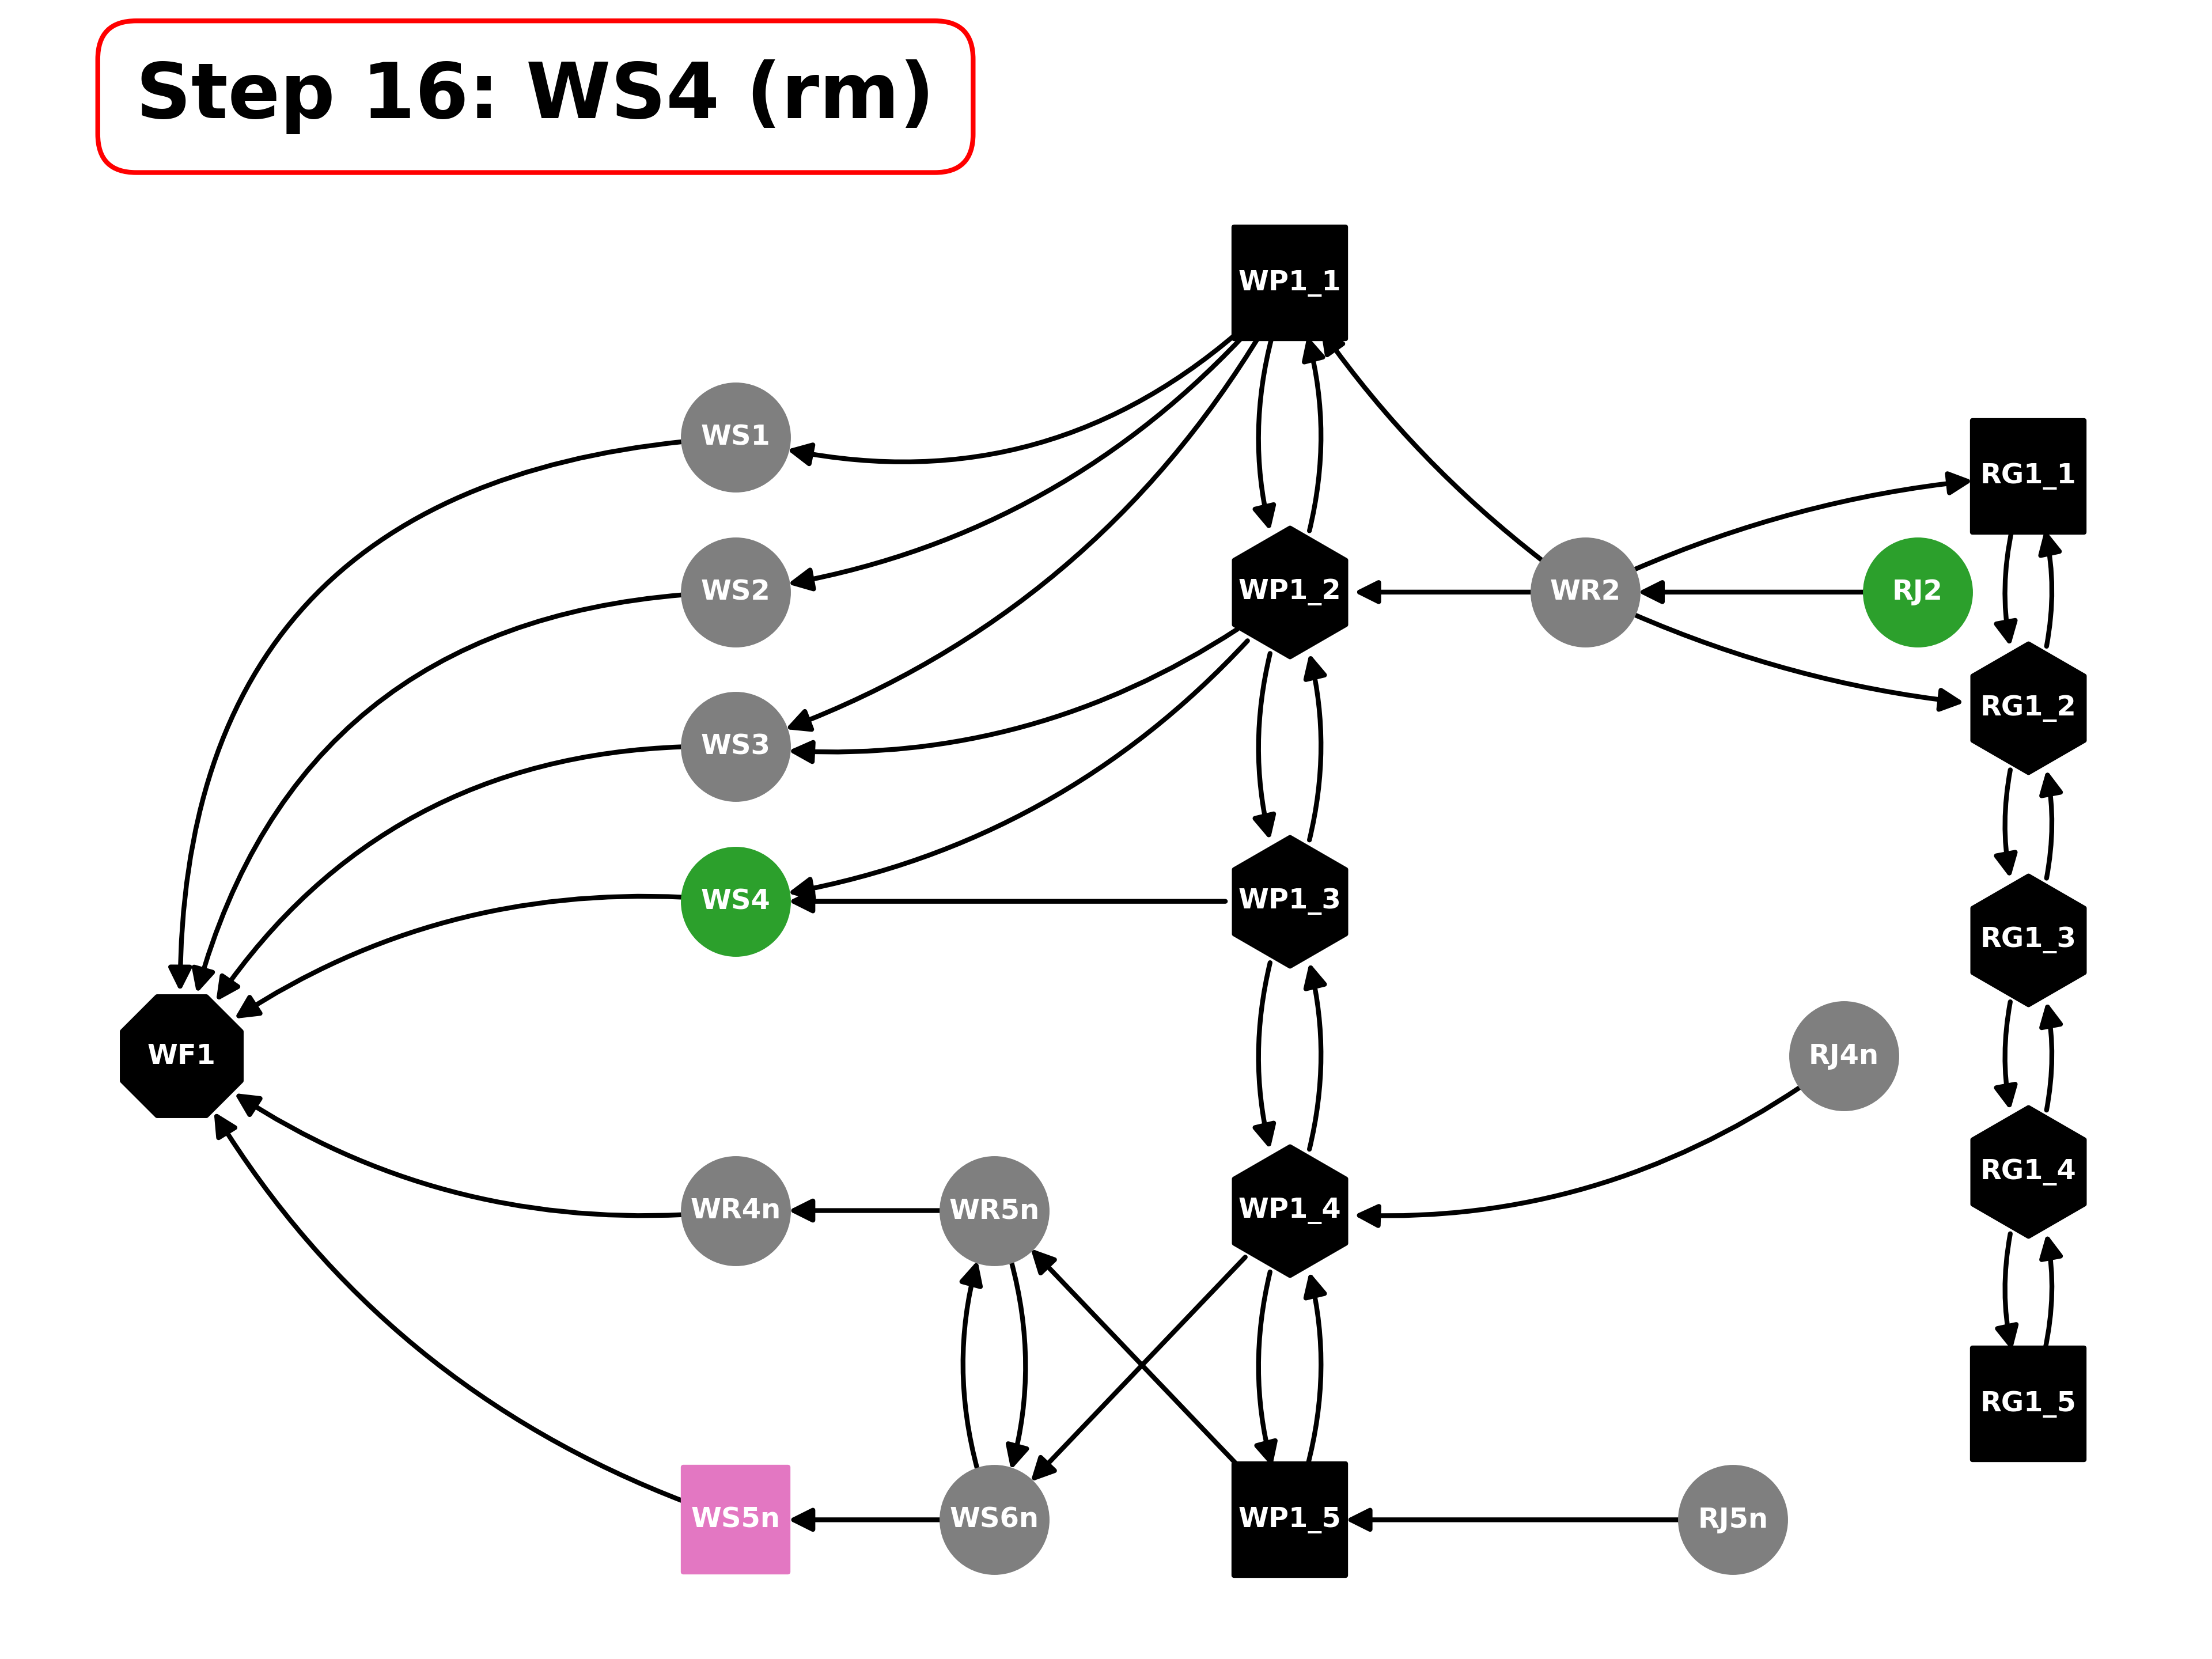 Step 16: WS4 (rm)
WP1_1
WS1
RG1_1
WS2
WP1_2
WR2
RJ2
RG1_2
WS3
WS4
WP1_3
RG1_3
WF1
RJ4n
RG1_4
WR4n
WR5n
WP1_4
RG1_5
WS5n
WS6n
WP1_5
RJ5n